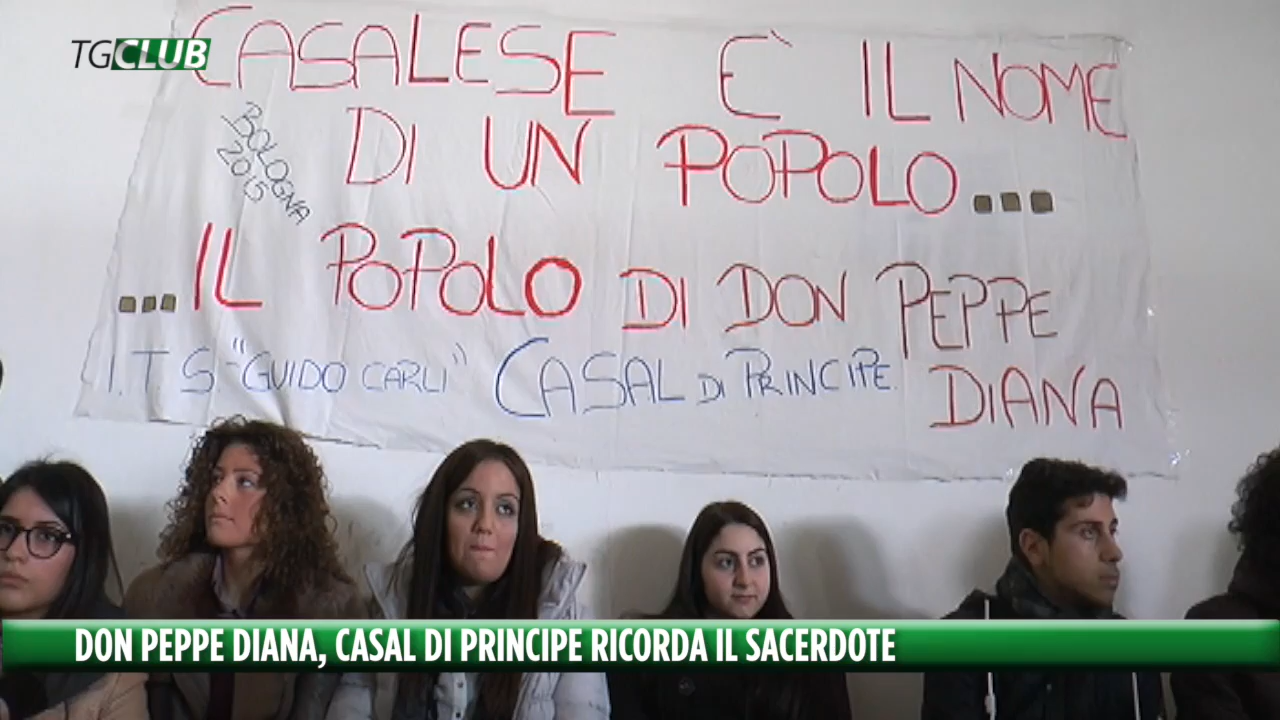 TGCLUB
CASALESE È IL NOME
BOLOGNA
2015
DI UN POPOLO...
...IL POPOLO DI DON PEPPE
DIANA
I.T.S "GUIDO CARLI" CASAL DI PRINCIPE.
DON PEPPE DIANA, CASAL DI PRINCIPE RICORDA IL SACERDOTE